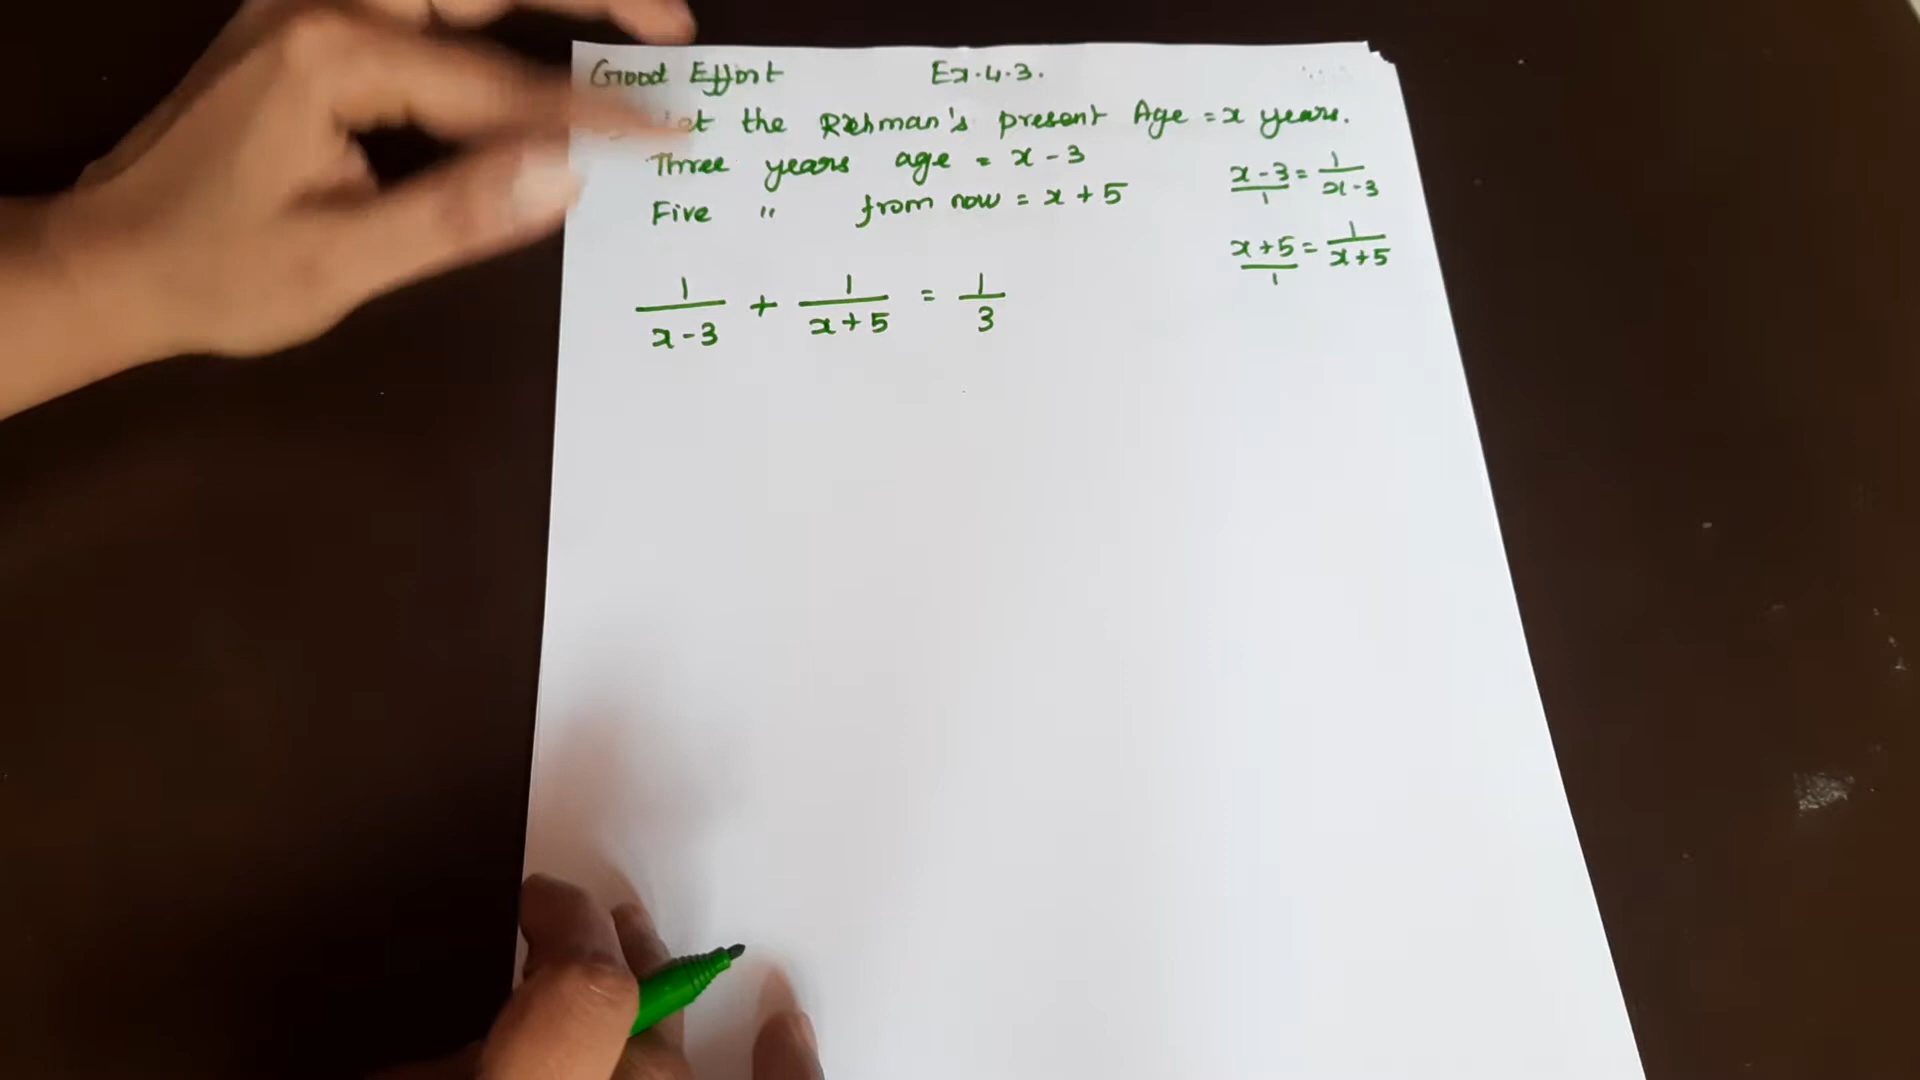 Good Effort Ex.4.3.
Let the Rehman's present Age = x years.
Three years age = x - 3
Five " from now = x + 5
x - 3 / 1 = 1 / x - 3
x + 5 / 1 = 1 / x + 5
1 / x - 3 + 1 / x + 5 = 1 / 3